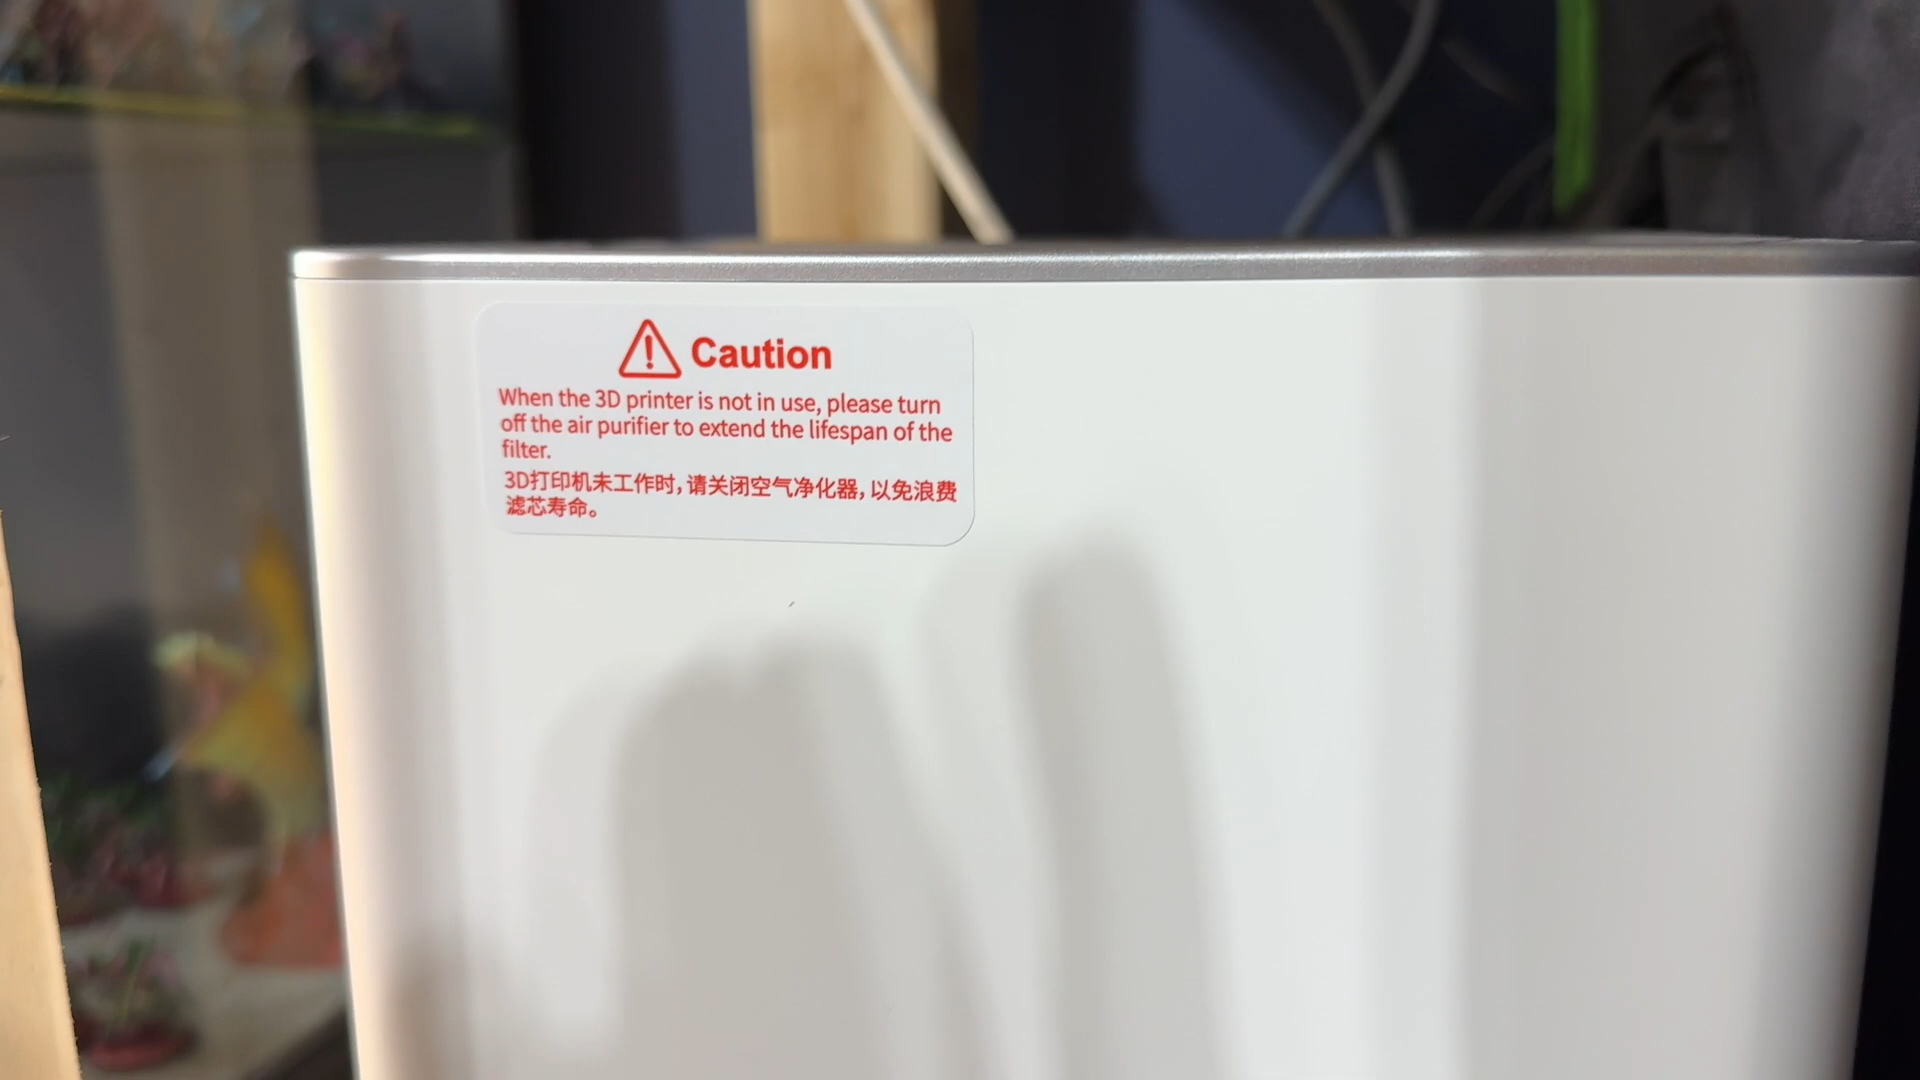 Caution
When the 3D printer is not in use, please turn
off the air purifier to extend the lifespan of the
filter.
3D打印机未工作时,请关闭空气净化器,以免浪费
滤芯寿命。